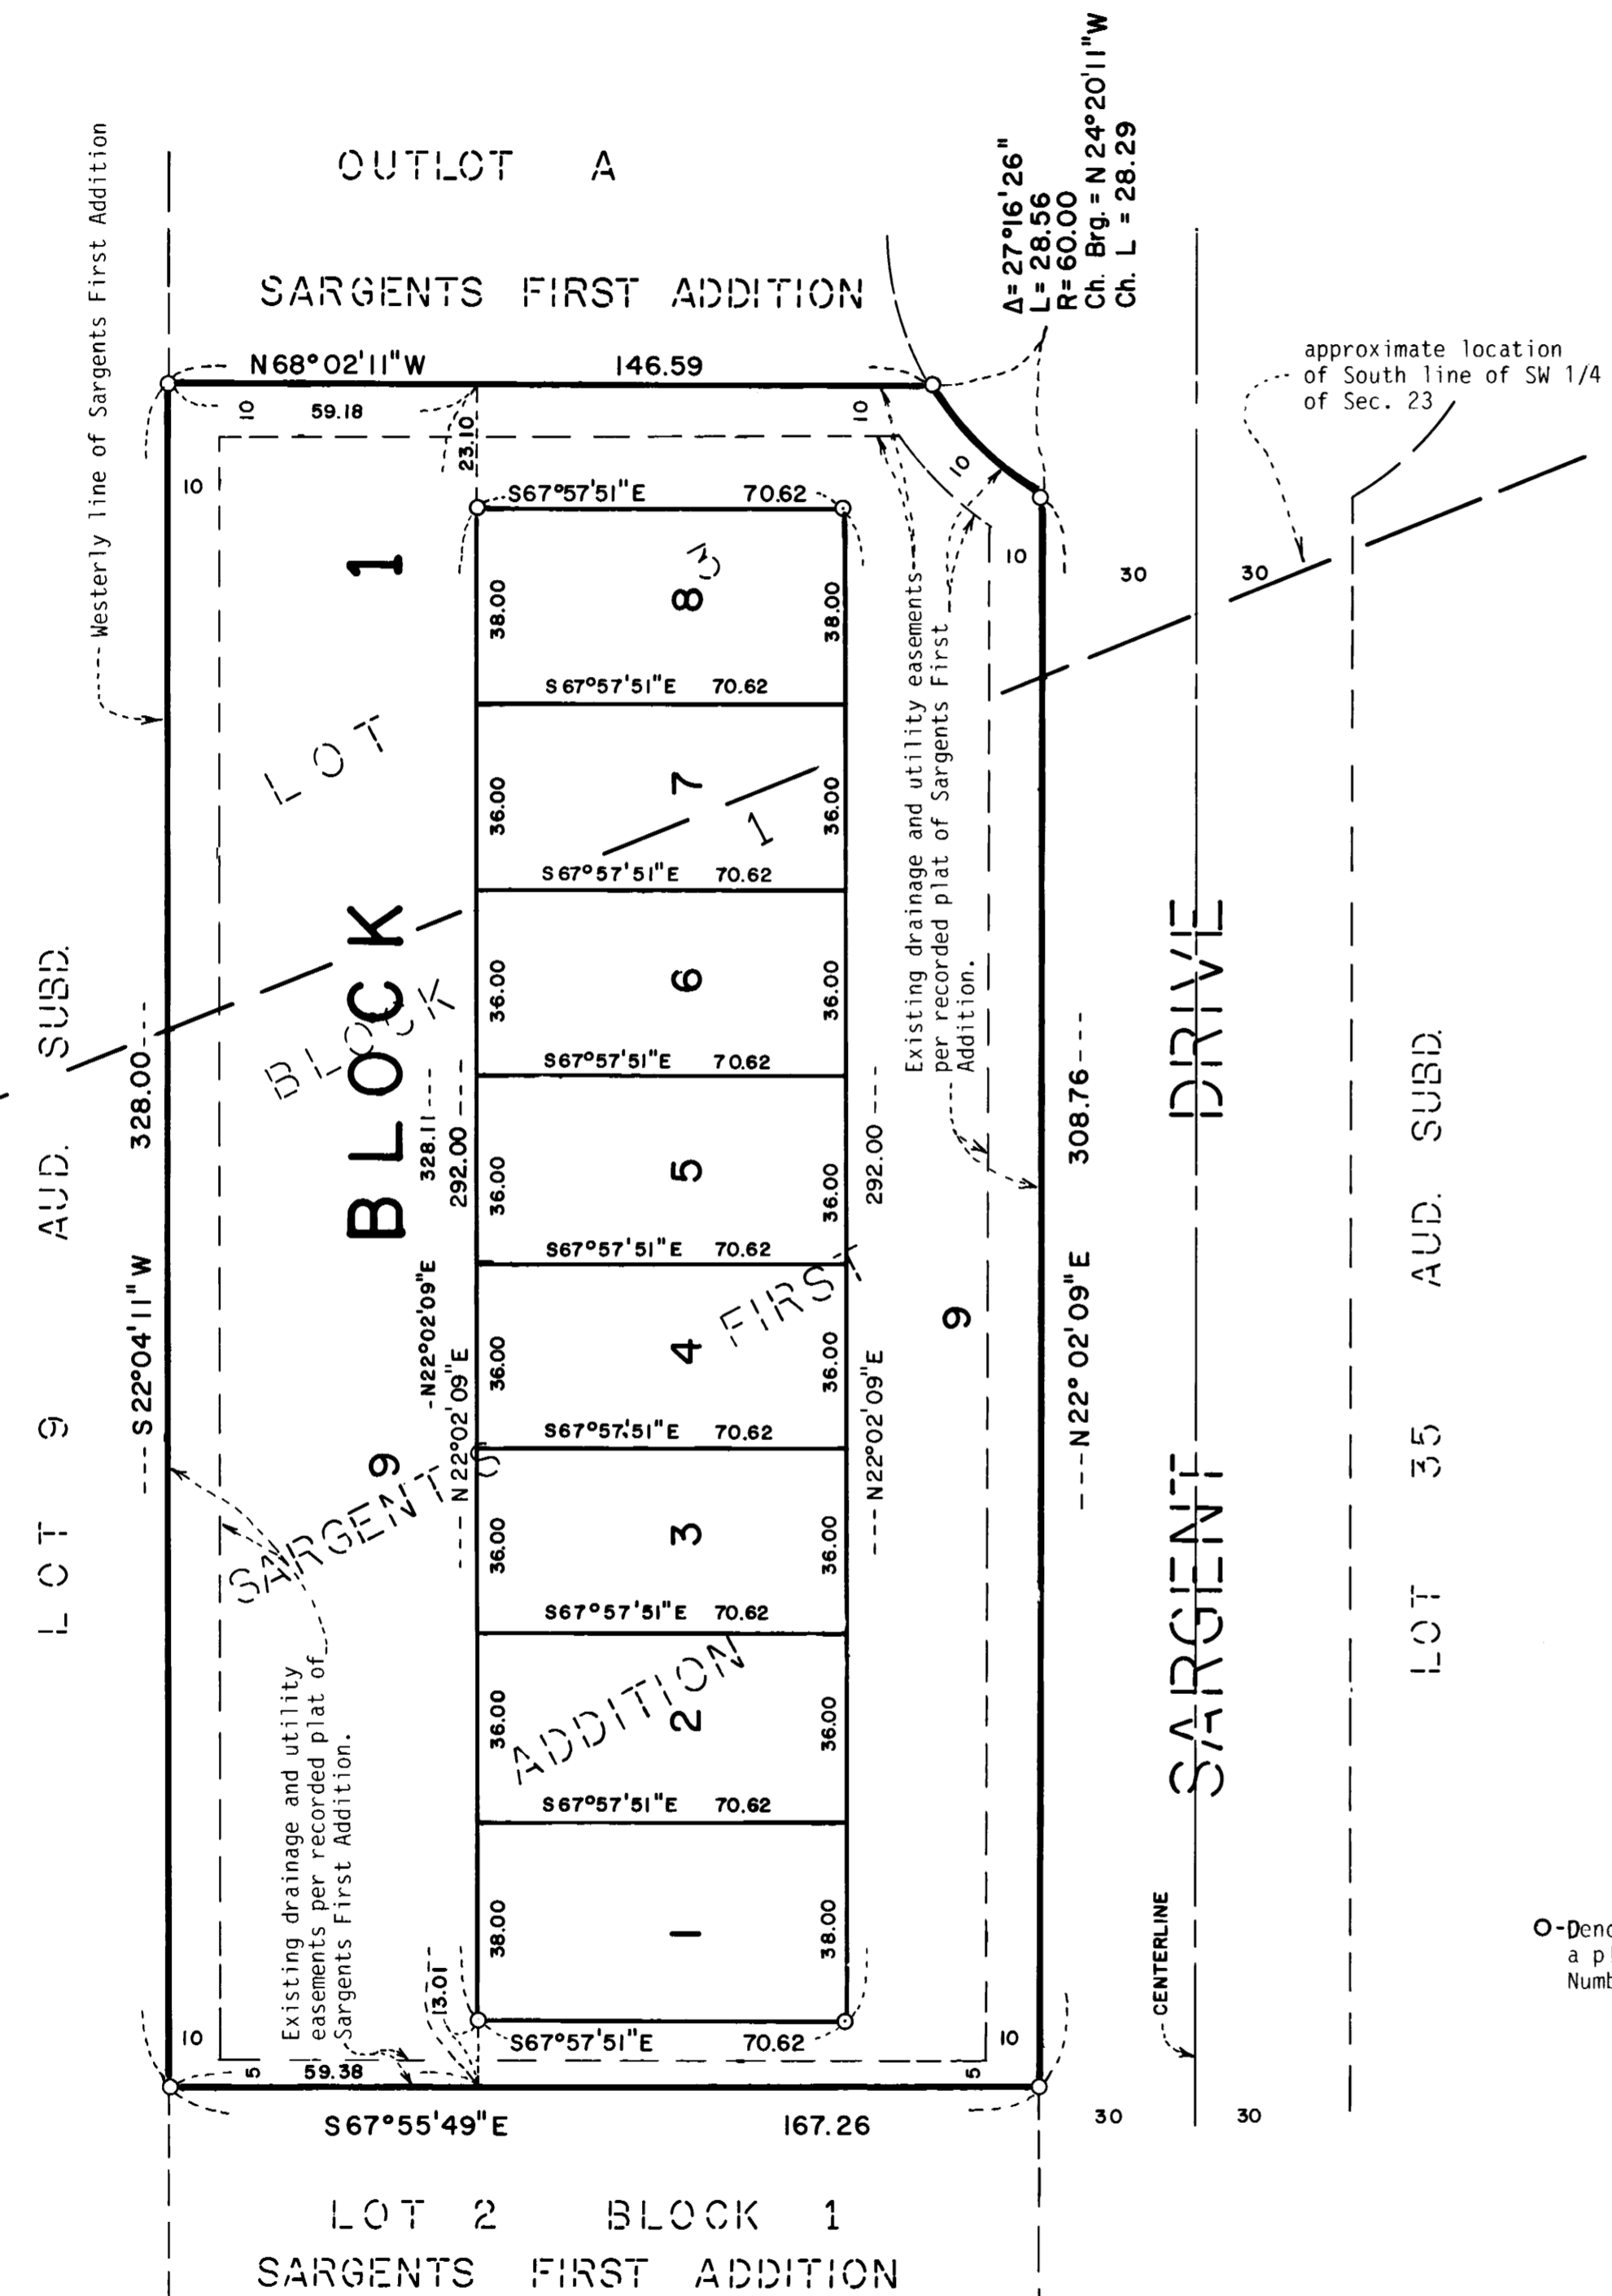 OUTLOT A
SARGENTS FIRST ADDITION
Δ= 27°16'26"
L= 28.56
R= 60.00
Ch. Brg. = N 24°20'11"W
Ch. L = 28.29
Westerly line of Sargents First Addition
approximate location
of South line of SW 1/4
of Sec. 23
N68°02'11"W 146.59
10 59.18 23.10 10
10
10
S67°57'51"E 70.62
1
8
3
38.00 38.00
10
30 30
S67°57'51"E 70.62
LOT
7
1
36.00 36.00
S67°57'51"E 70.62
BLOCK
BLOCK
6
36.00 36.00
S67°57'51"E 70.62
Existing drainage and utility easements
per recorded plat of Sargents First
Addition.
328.00
S22°04'11"W
328.11
N22°02'09"E
292.00
N22°02'09"E
5
36.00 36.00
S67°57'51"E 70.62
292.00
N22°02'09"E
308.76
N22°02'09"E
4
36.00 36.00
S67°57'51"E 70.62
9
9
SARGENTS FIRST
ADDITION
3
36.00 36.00
S67°57'51"E 70.62
2
36.00 36.00
S67°57'51"E 70.62
1
38.00 38.00
S67°57'51"E 70.62
Existing drainage and utility
easements per recorded plat of
Sargents First Addition.
13.01
10 10
5 59.38 5
S67°55'49"E 167.26
30 30
CENTERLINE
SARGENT DRIVE
LOT 9 AUD. SUBD.
LOT 35 AUD. SUBD.
O-Deno
a p
Numb
LOT 2 BLOCK 1
SARGENTS FIRST ADDITION